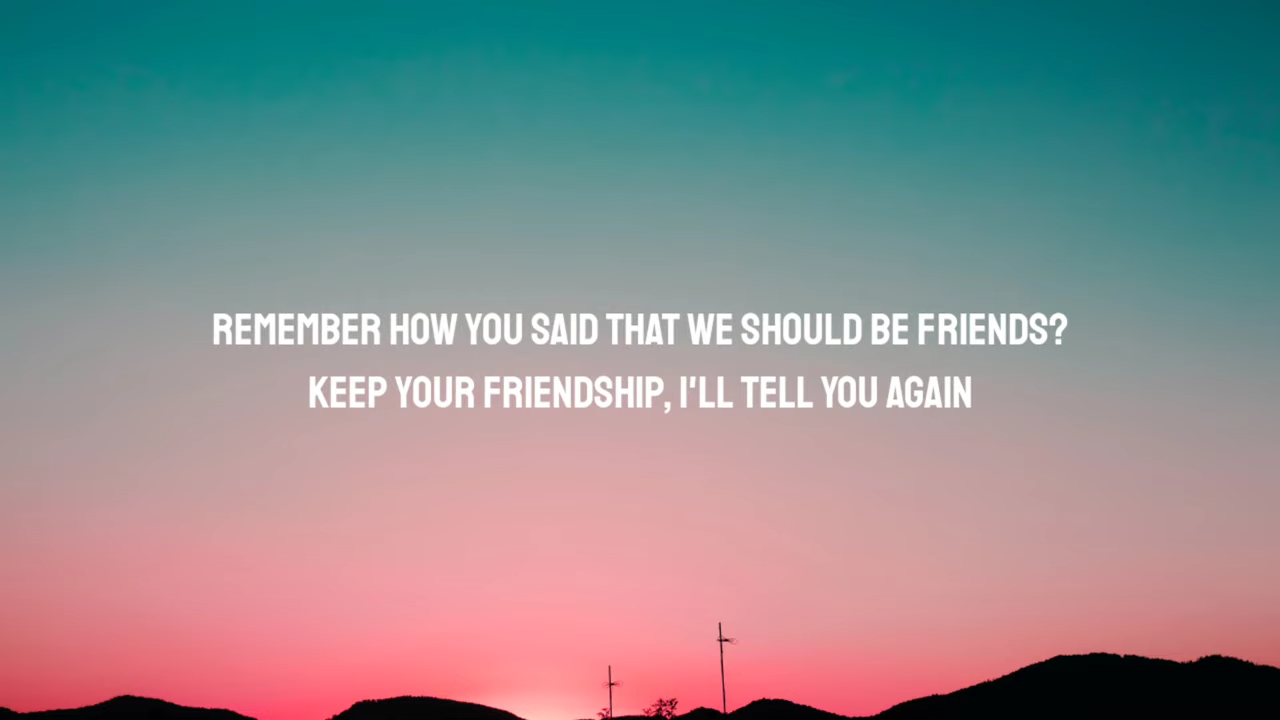 REMEMBER HOW YOU SAID THAT WE SHOULD BE FRIENDS?
KEEP YOUR FRIENDSHIP, I'LL TELL YOU AGAIN